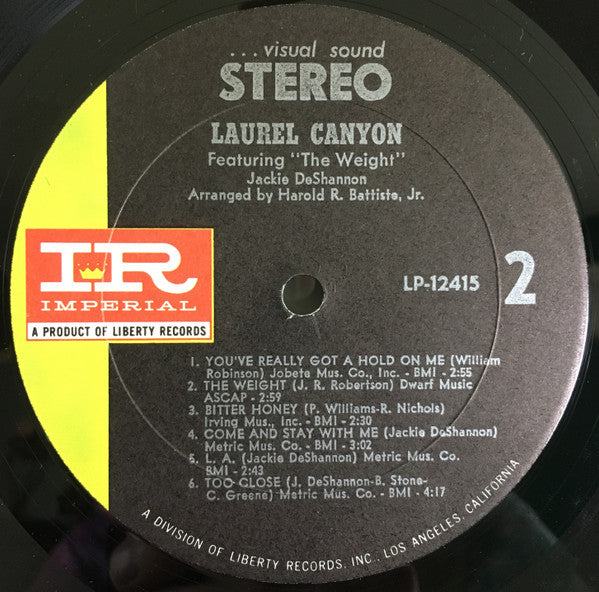 ...visual sound
STEREO
LAUREL CANYON
Featuring "The Weight"
Jackie DeShannon
Arranged by Harold R. Battiste, Jr.
IR
IMPERIAL
A PRODUCT OF LIBERTY RECORDS
LP-12415
2
1. YOU'VE REALLY GOT A HOLD ON ME (William
Robinson) Jobete Mus. Co., Inc. - BMI - 2:55
2. THE WEIGHT (J. R. Robertson) Dwarf Music
ASCAP - 2:59
3. BITTER HONEY (P. Williams-R. Nichols)
Irving Mus., Inc. - BMI - 2:30
4. COME AND STAY WITH ME (Jackie DeShannon)
Metric Mus. Co. - BMI - 3:02
5. L. A. (Jackie DeShannon) Metric Mus. Co.
BMI - 2:43
6. TOO CLOSE (J. DeShannon-B. Stone-
C. Greene) Metric Mus. Co. - BMI - 4:17
A DIVISION OF LIBERTY RECORDS, INC., LOS ANGELES, CALIFORNIA